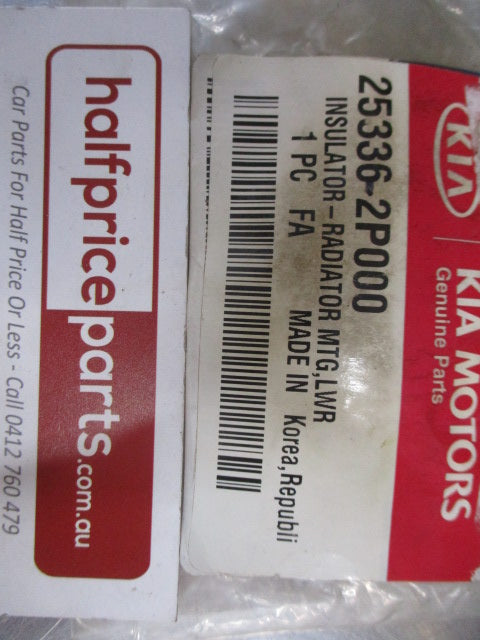 KIA
KIA MOTORS
Genuine Parts
25336-2P000
INSULATOR-RADIATOR MTG,LWR
1 PC FA MADE IN Korea,Republi
halfpriceparts.com.au
Car Parts For Half Price Or Less - Call 0412 760 479